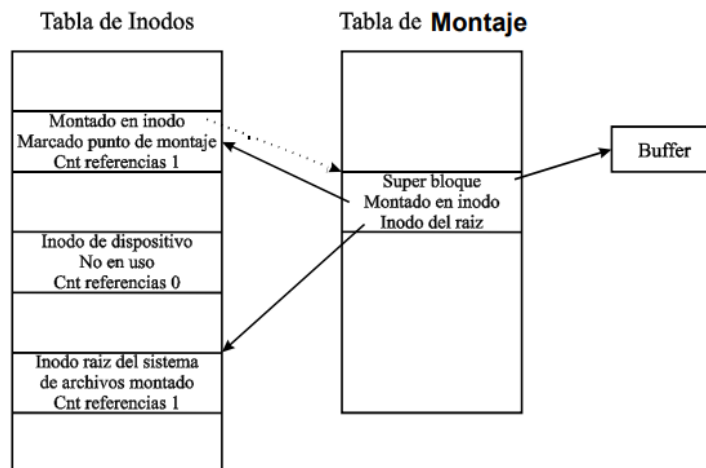 Tabla de Inodos
Tabla de Montaje
Montado en inodo
Marcado punto de montaje
Cnt referencias 1
Super bloque
Montado en inodo
Inodo del raiz
Buffer
Inodo de dispositivo
No en uso
Cnt referencias 0
Inodo raiz del sistema
de archivos montado
Cnt referencias 1